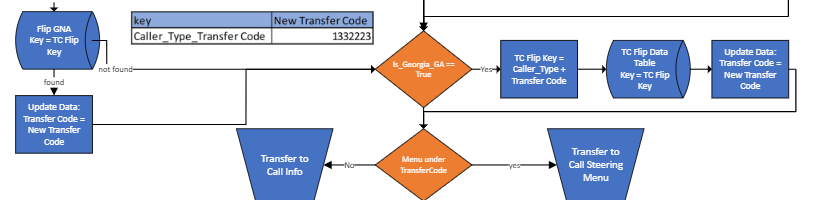 Flip GNA
Key = TC Flip
Key
key New Transfer Code
Caller_Type_Transfer Code 1332223
not found
found
Update Data:
Transfer Code =
New Transfer
Code
Is_Georgia_GA ==
True
Yes
TC Flip Key =
Caller_Type +
Transfer Code
TC Flip Data
Table
Key = TC Flip
Key
Update Data:
Transfer Code =
New Transfer
Code
Transfer to
Call Info
No
Menu under
TransferCode
yes
Transfer to
Call Steering
Menu